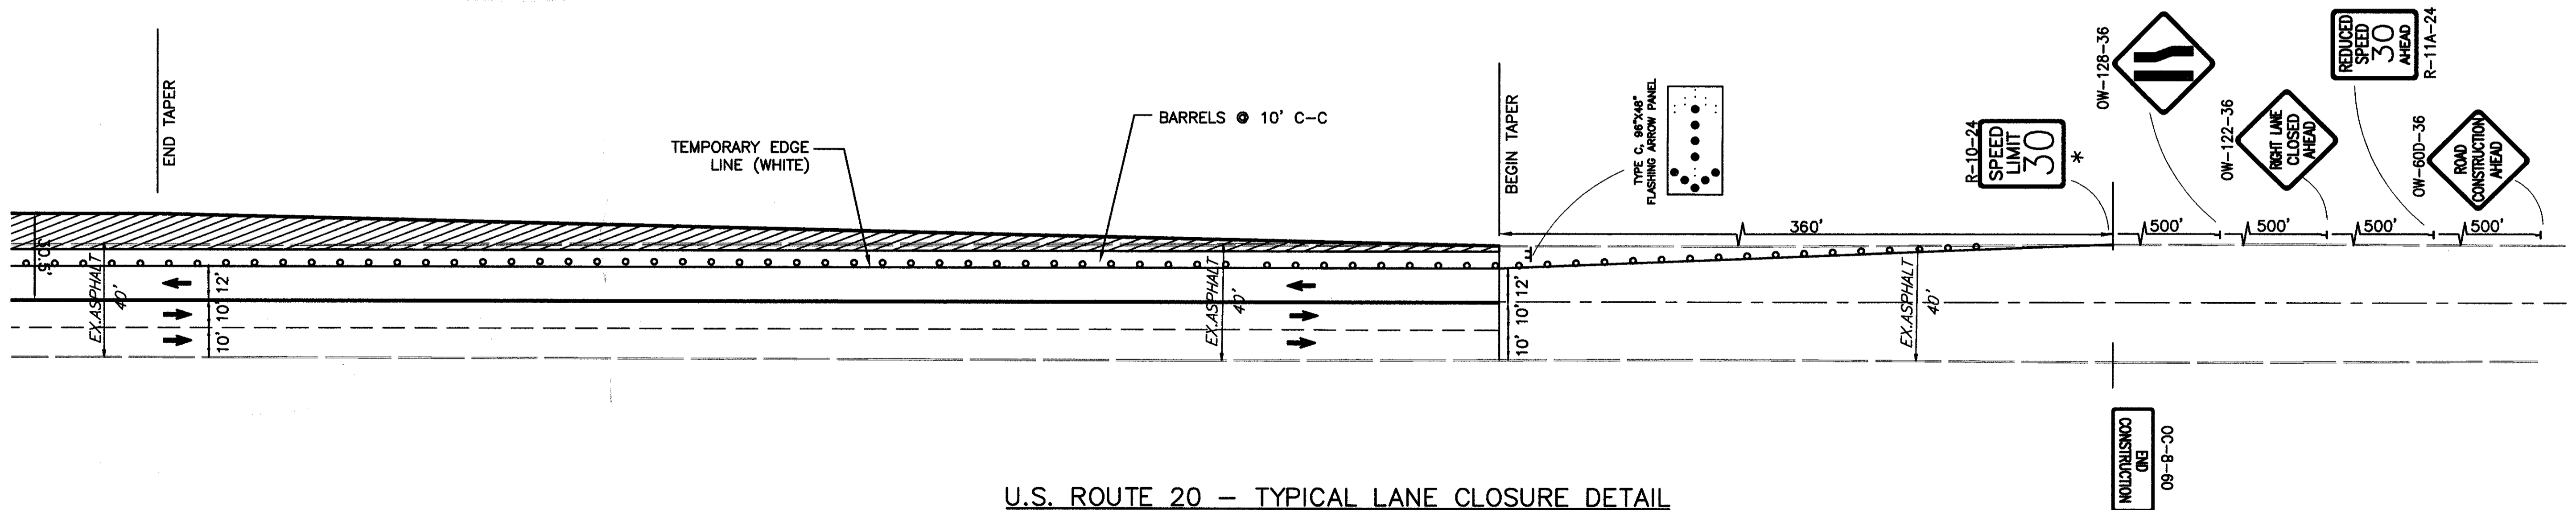 END TAPER
TEMPORARY EDGE
LINE (WHITE)
BARRELS @ 10' C-C
BEGIN TAPER
TYPE C, 96"X48"
FLASHING ARROW PANEL
R-10-24
SPEED
LIMIT
30
*
OW-128-36
OW-122-36
RIGHT LANE
CLOSED
AHEAD
REDUCED
SPEED
30
AHEAD
R-11A-24
OW-60D-36
ROAD
CONSTRUCTION
AHEAD
360'
500'
500'
500'
500'
30.5'
EX.ASPHALT
40'
12'
10'
10'
EX.ASPHALT
40'
12'
10'
10'
EX.ASPHALT
40'
END
CONSTRUCTION
OC-8-60
U.S. ROUTE 20 – TYPICAL LANE CLOSURE DETAIL